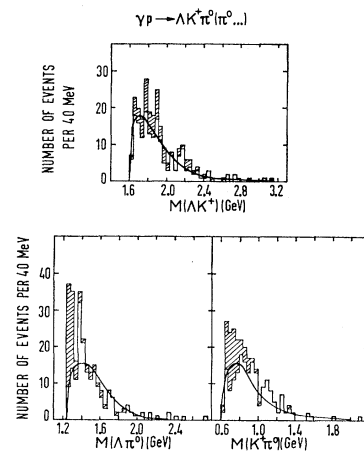 γp → ΛK⁺π⁰(π⁰...)
NUMBER OF EVENTS
PER 40 MeV
30
20
10
0
1.6 2.0 2.4 2.8 3.2
M(ΛK⁺)(GeV)
NUMBER OF EVENTS PER 40 MeV
40
30
20
10
0
1.2 1.6 2.0 2.4
M(Λπ⁰)(GeV)
0.6 1.0 1.4 1.8
M(K⁺π⁰)(GeV)